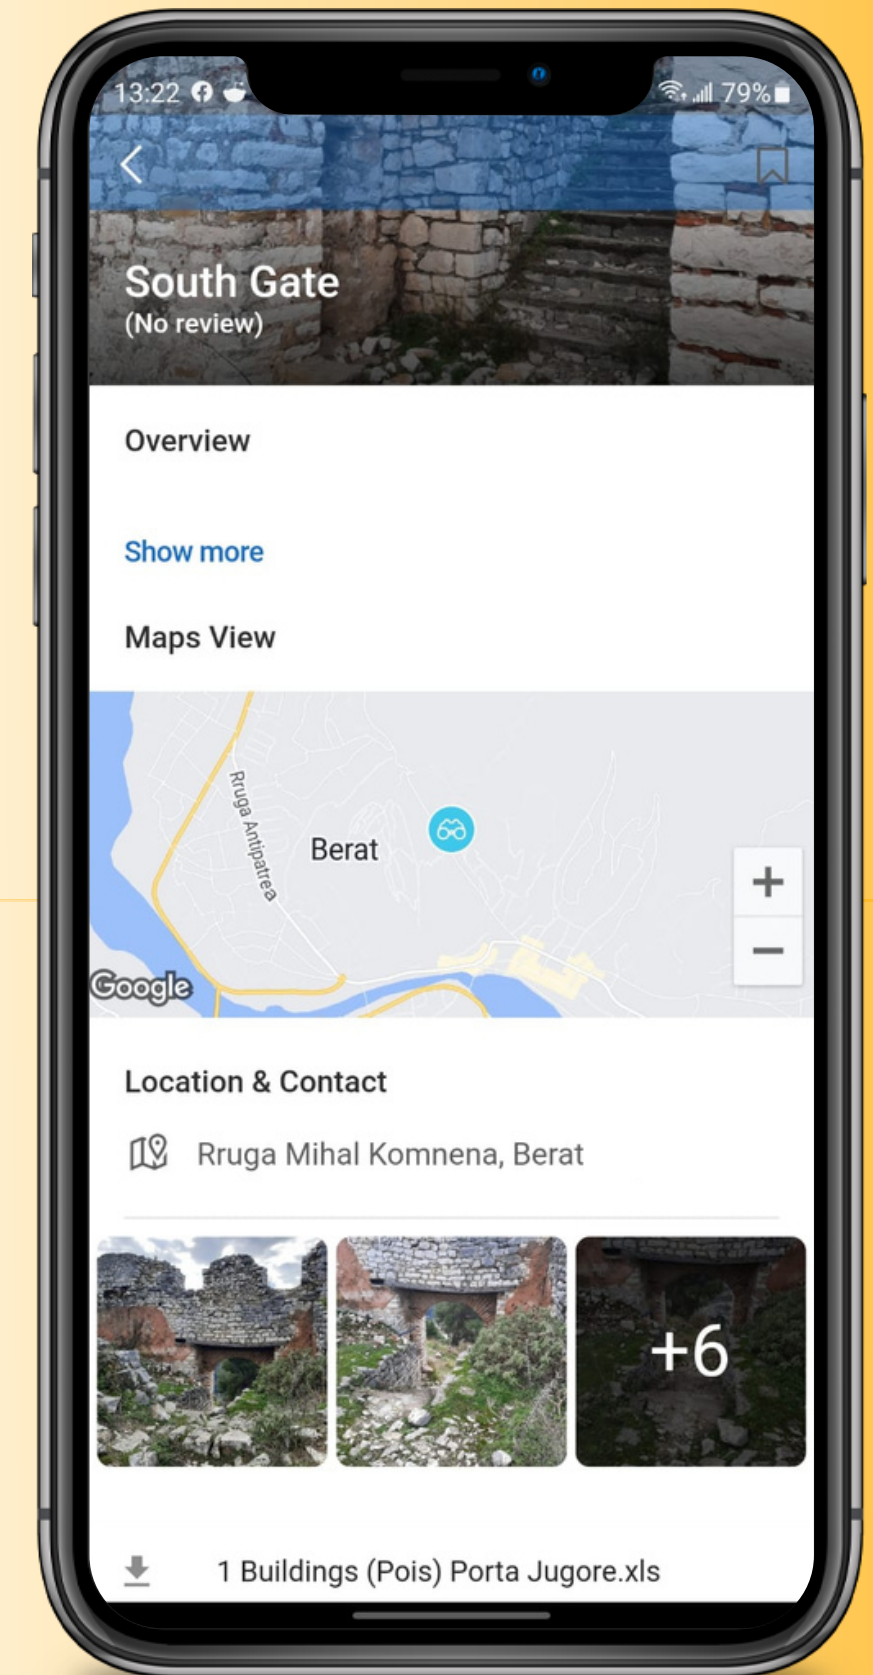 13:22
79%
South Gate
(No review)
Overview
Show more
Maps View
Rruga Antipatrea
Berat
+
−
Google
Location & Contact
Rruga Mihal Komnena, Berat
+6
1 Buildings (Pois) Porta Jugore.xls